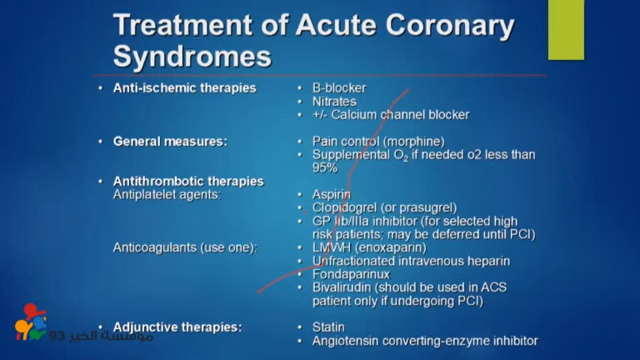 Treatment of Acute Coronary
Syndromes
• Anti-ischemic therapies
• B-blocker
• Nitrates
• +/- Calcium channel blocker
• General measures:
• Pain control (morphine)
• Supplemental O2 if needed o2 less than
95%
• Antithrombotic therapies
Antiplatelet agents:
• Aspirin
• Clopidogrel (or prasugrel)
• GP IIb/IIIa inhibitor (for selected high
risk patients; may be deferred until PCI)
Anticoagulants (use one):
• LMWH (enoxaparin)
• Unfractionated intravenous heparin
• Fondaparinux
• Bivalirudin (should be used in ACS
patient only if undergoing PCI)
• Adjunctive therapies:
• Statin
• Angiotensin converting-enzyme inhibitor
مؤسسة الخير 93